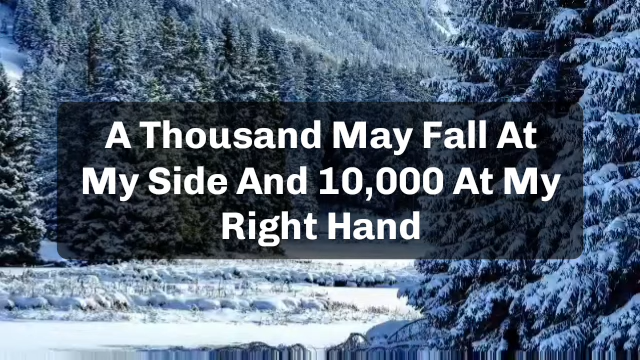 A Thousand May Fall At
My Side And 10,000 At My
Right Hand